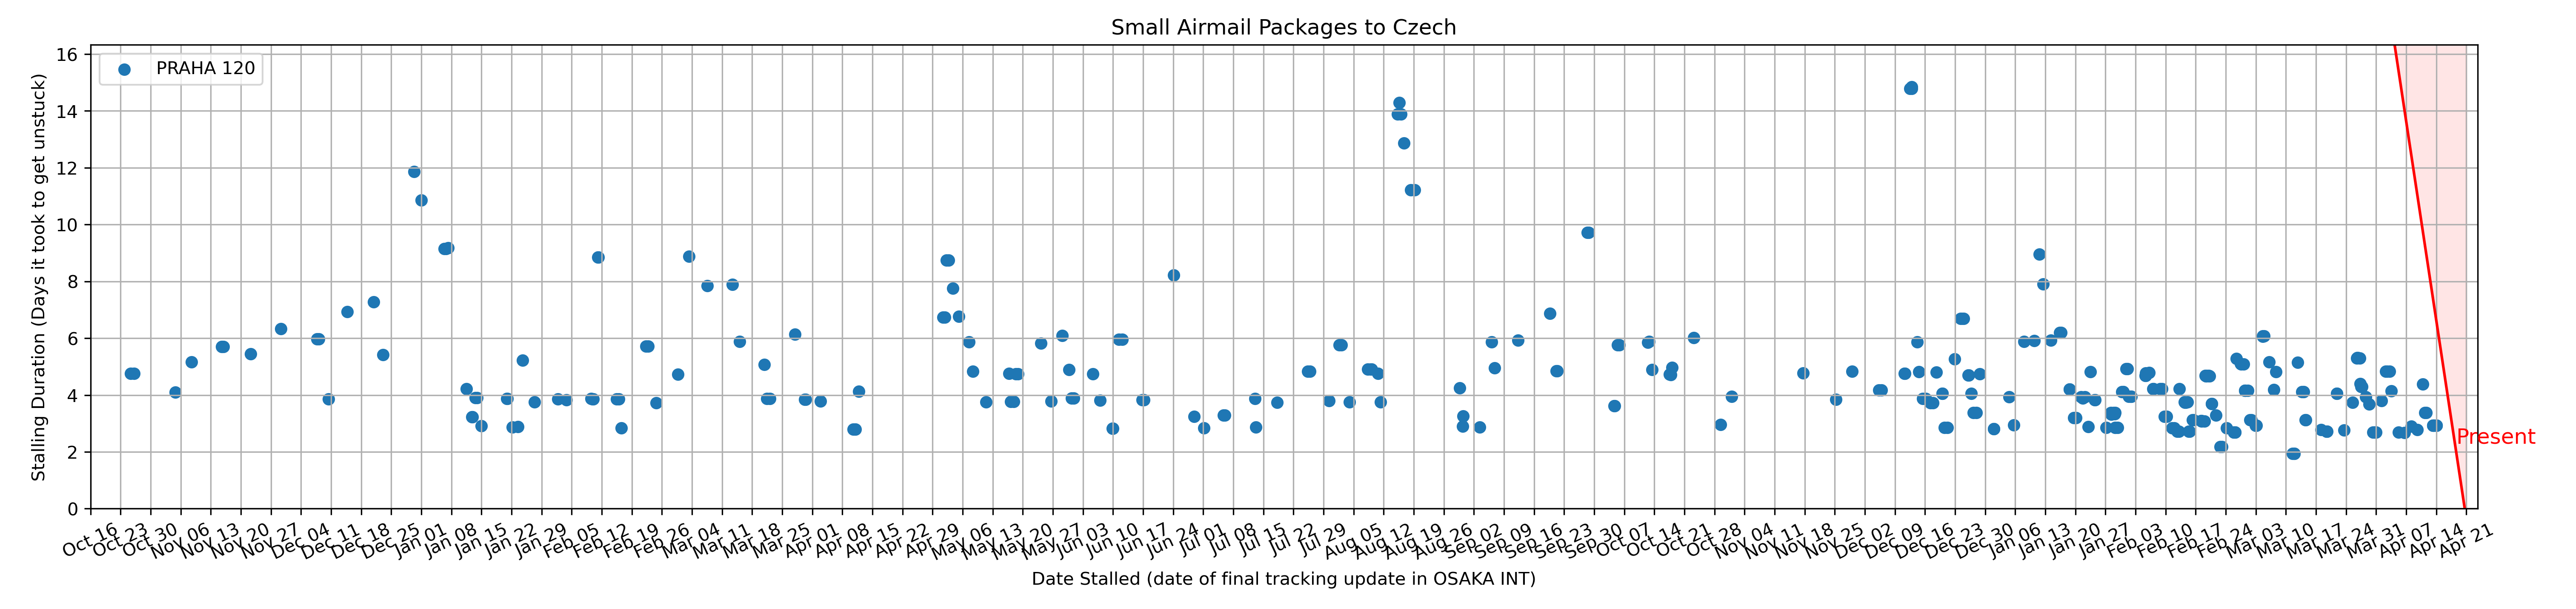 Small Airmail Packages to Czech
PRAHA 120
Stalling Duration (Days it took to get unstuck)
16
14
12
10
8
6
4
2
0
Present
Oct 16 Oct 23 Oct 30 Nov 06 Nov 13 Nov 20 Nov 27 Dec 04 Dec 11 Dec 18 Dec 25 Jan 01 Jan 08 Jan 15 Jan 22 Jan 29 Feb 05 Feb 12 Feb 19 Feb 26 Mar 04 Mar 11 Mar 18 Mar 25 Apr 01 Apr 08 Apr 15 Apr 22 Apr 29 May 06 May 13 May 20 May 27 Jun 03 Jun 10 Jun 17 Jun 24 Jul 01 Jul 08 Jul 15 Jul 22 Jul 29 Aug 05 Aug 12 Aug 19 Aug 26 Sep 02 Sep 09 Sep 16 Sep 23 Sep 30 Oct 07 Oct 14 Oct 21 Oct 28 Nov 04 Nov 11 Nov 18 Nov 25 Dec 02 Dec 09 Dec 16 Dec 23 Dec 30 Jan 06 Jan 13 Jan 20 Jan 27 Feb 03 Feb 10 Feb 17 Feb 24 Mar 03 Mar 10 Mar 17 Mar 24 Mar 31 Apr 07 Apr 14 Apr 21
Date Stalled (date of final tracking update in OSAKA INT)